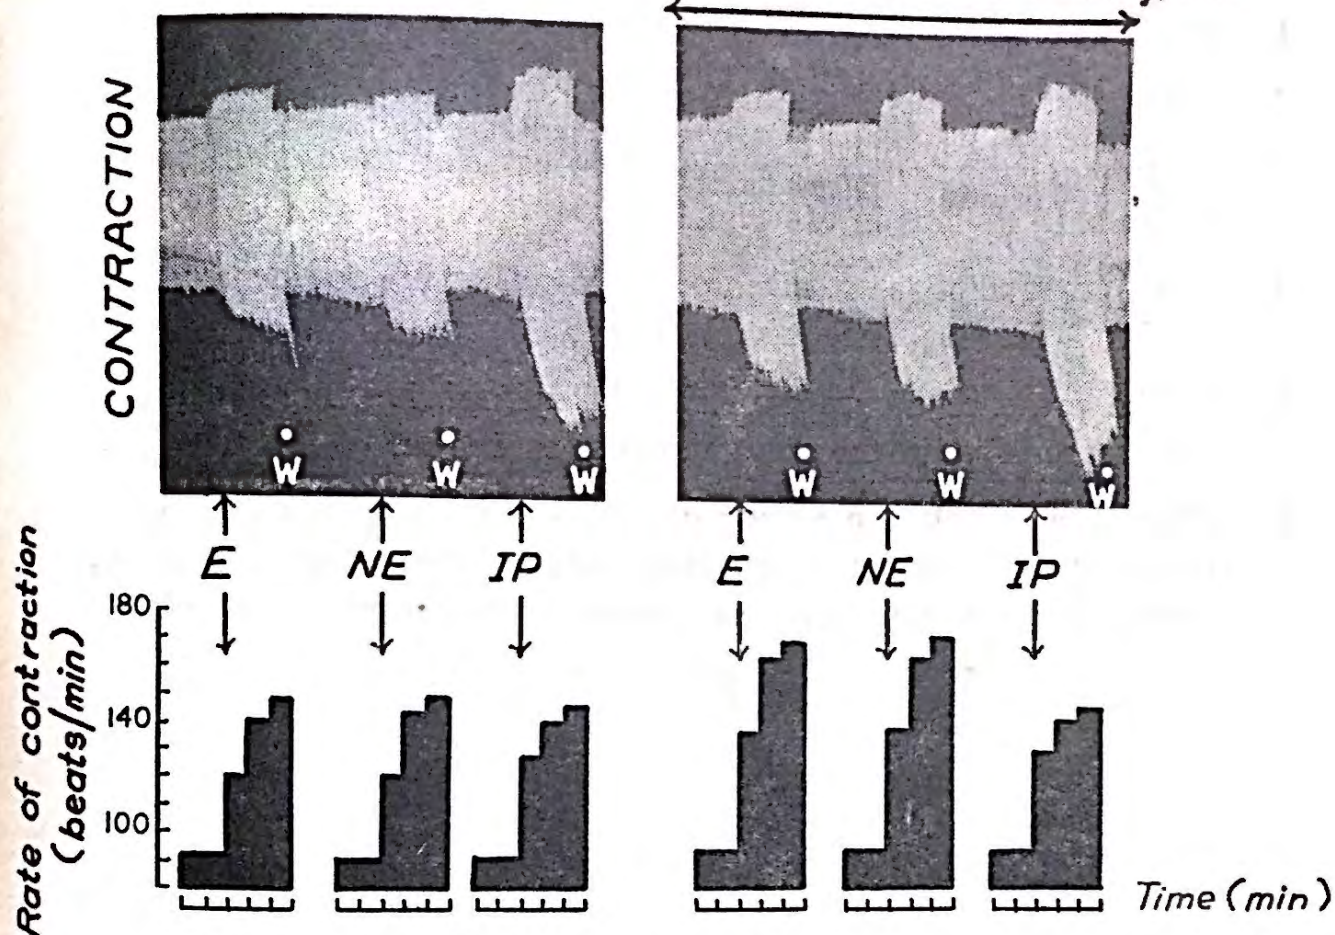 CONTRACTION
W W W W W W
E NE IP E NE IP
Rate of contraction
(beats/min)
180
140
100
Time (min)